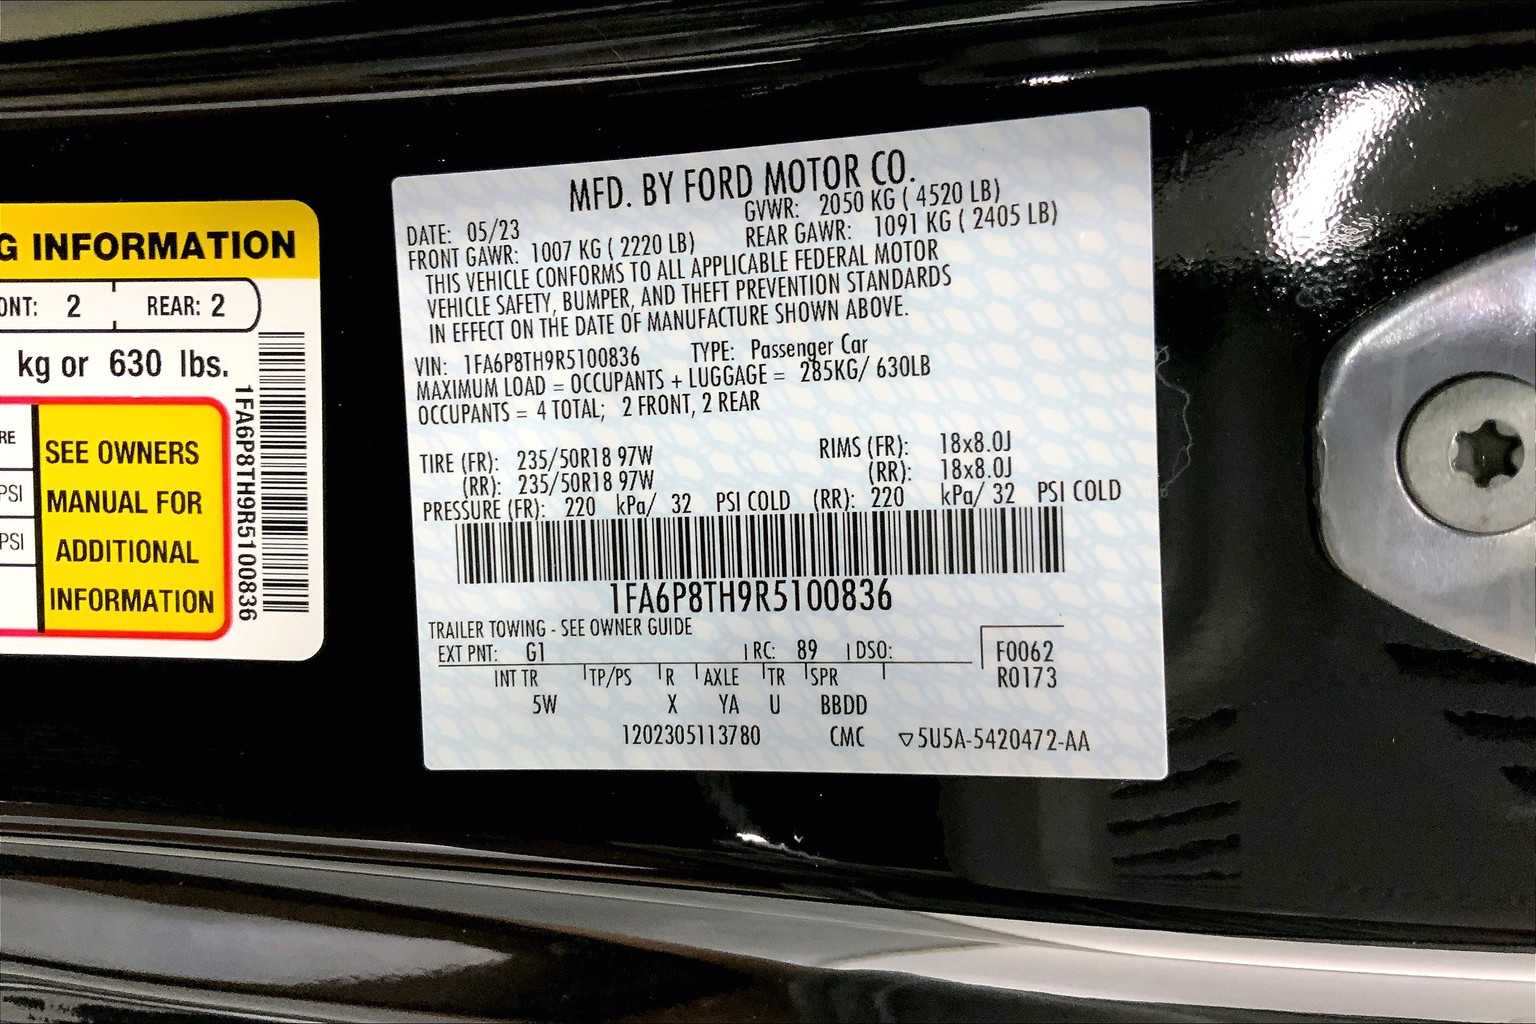 G INFORMATION
ONT: 2 REAR: 2
kg or 630 lbs.
RE
PSI
PSI
SEE OWNERS
MANUAL FOR
ADDITIONAL
INFORMATION
1FA6P8TH9R5100836
MFD. BY FORD MOTOR CO.
DATE: 05/23 GVWR: 2050 KG ( 4520 LB)
FRONT GAWR: 1007 KG ( 2220 LB) REAR GAWR: 1091 KG ( 2405 LB)
THIS VEHICLE CONFORMS TO ALL APPLICABLE FEDERAL MOTOR
VEHICLE SAFETY, BUMPER, AND THEFT PREVENTION STANDARDS
IN EFFECT ON THE DATE OF MANUFACTURE SHOWN ABOVE.
VIN: 1FA6P8TH9R5100836 TYPE: Passenger Car
MAXIMUM LOAD = OCCUPANTS + LUGGAGE = 285KG/ 630LB
OCCUPANTS = 4 TOTAL; 2 FRONT, 2 REAR
TIRE (FR): 235/50R18 97W RIMS (FR): 18x8.0J
(RR): 235/50R18 97W (RR): 18x8.0J
PRESSURE (FR): 220 kPa/ 32 PSI COLD (RR): 220 kPa/ 32 PSI COLD
1FA6P8TH9R5100836
TRAILER TOWING - SEE OWNER GUIDE
EXT PNT: G1 RC: 89 DSO: F0062
INT TR TP/PS R AXLE TR SPR R0173
5W X YA U BBDD
1202305113780 CMC ▽5U5A-5420472-AA